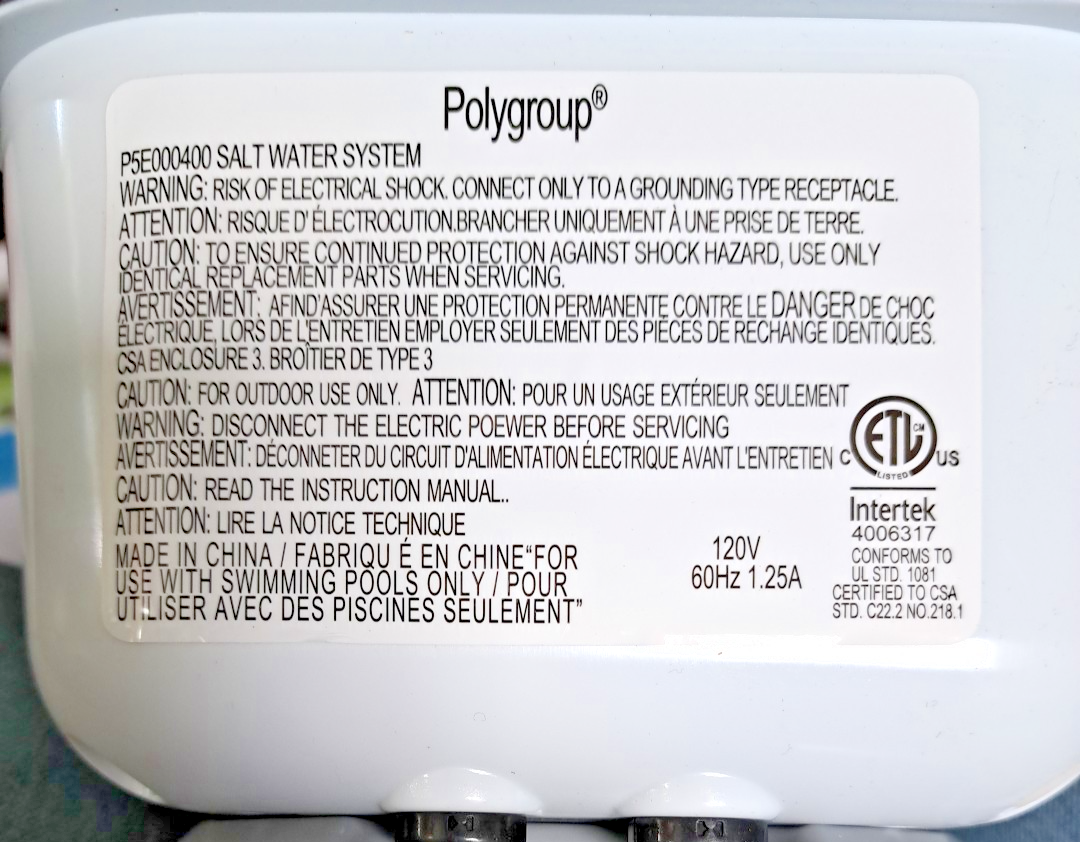 Polygroup®
P5E000400 SALT WATER SYSTEM
WARNING: RISK OF ELECTRICAL SHOCK. CONNECT ONLY TO A GROUNDING TYPE RECEPTACLE.
ATTENTION: RISQUE D' ÉLECTROCUTION.BRANCHER UNIQUEMENT À UNE PRISE DE TERRE.
CAUTION: TO ENSURE CONTINUED PROTECTION AGAINST SHOCK HAZARD, USE ONLY
IDENTICAL REPLACEMENT PARTS WHEN SERVICING.
AVERTISSEMENT: AFIND'ASSURER UNE PROTECTION PERMANENTE CONTRE LE DANGER DE CHOC
ÉLECTRIQUE, LORS DE L'ENTRETIEN EMPLOYER SEULEMENT DES PIÈCES DE RECHANGE IDENTIQUES.
CSA ENCLOSURE 3. BROÎTIER DE TYPE 3
CAUTION: FOR OUTDOOR USE ONLY. ATTENTION: POUR UN USAGE EXTÉRIEUR SEULEMENT
WARNING: DISCONNECT THE ELECTRIC POEWER BEFORE SERVICING
AVERTISSEMENT: DÉCONNETER DU CIRCUIT D'ALIMENTATION ÉLECTRIQUE AVANT L'ENTRETIEN
CAUTION: READ THE INSTRUCTION MANUAL..
ATTENTION: LIRE LA NOTICE TECHNIQUE
MADE IN CHINA / FABRIQU É EN CHINE“FOR
USE WITH SWIMMING POOLS ONLY / POUR
UTILISER AVEC DES PISCINES SEULEMENT”
120V
60Hz 1.25A
C ETL CM US
LISTED
Intertek
4006317
CONFORMS TO
UL STD. 1081
CERTIFIED TO CSA
STD. C22.2 NO.218.1